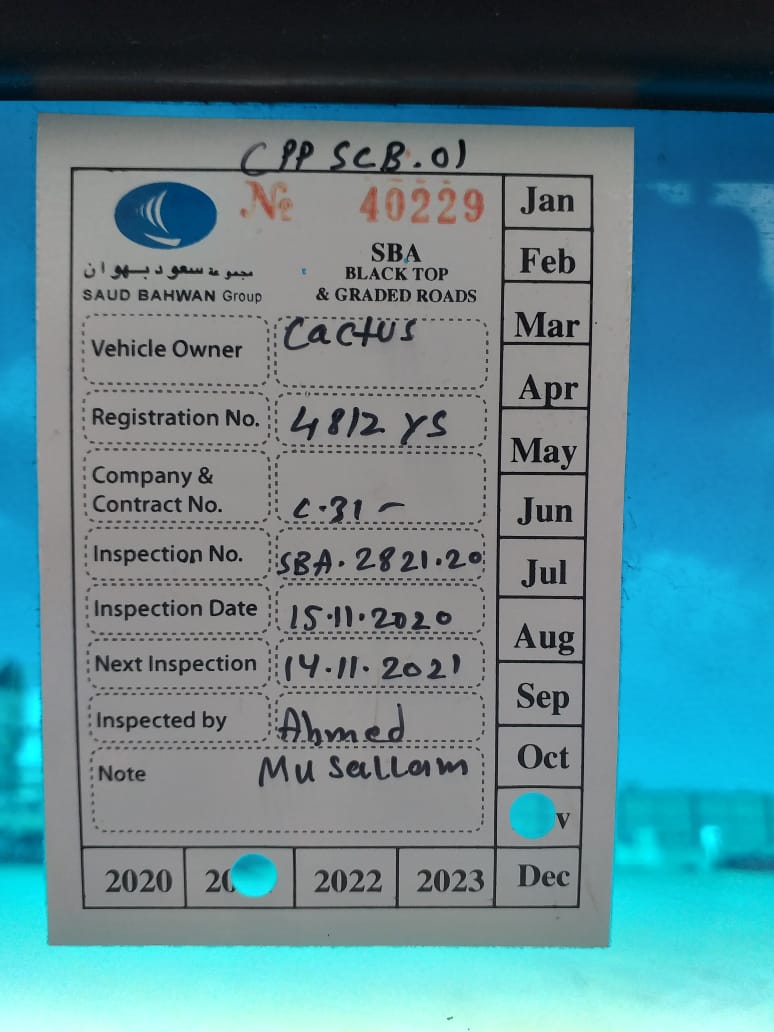 CPP SCB.01
№ 40229
مجموعة سعود بهوان
SAUD BAHWAN Group
SBA
BLACK TOP
& GRADED ROADS
Vehicle Owner Cactus
Registration No. 4812 YS
Company &
Contract No. C.31 -
Inspection No. SBA.2821.20
Inspection Date 15.11.2020
Next Inspection 14.11.2021
Inspected by Ahmed
Note Musallam
Jan
Feb
Mar
Apr
May
Jun
Jul
Aug
Sep
Oct
v
Dec
2020 20 2022 2023